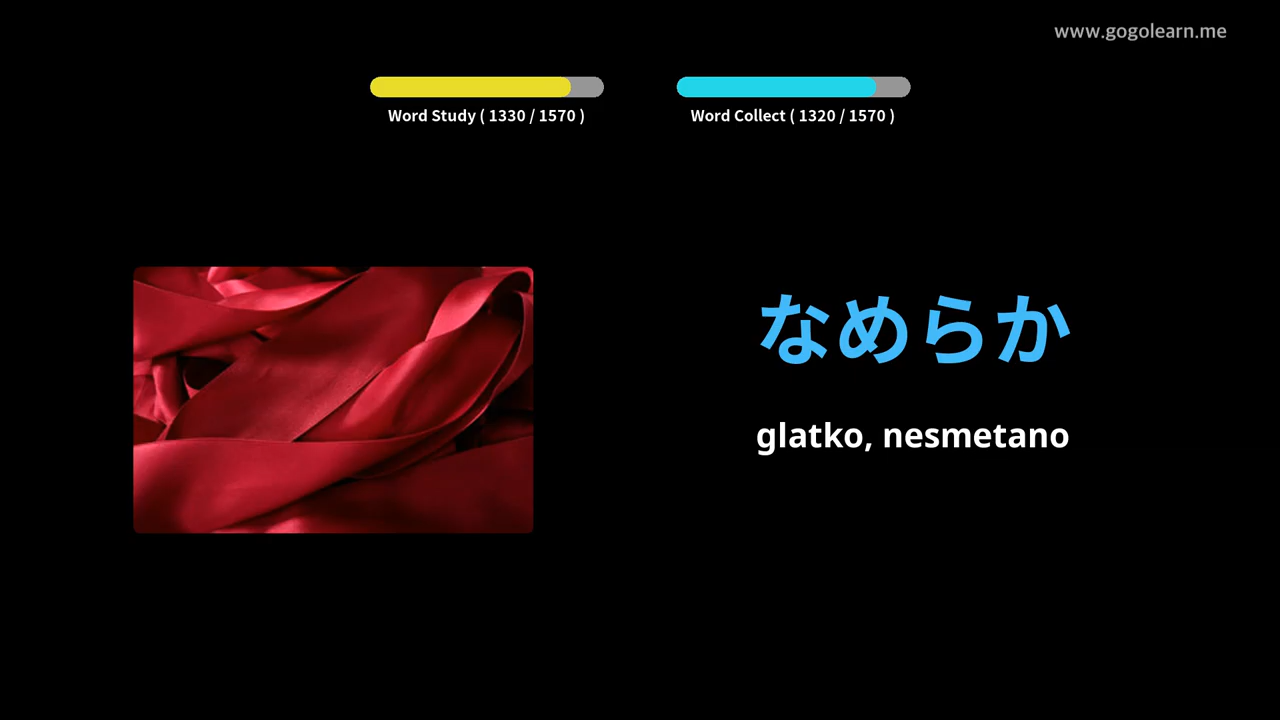 www.gogolearn.me
Word Study ( 1330 / 1570 )
Word Collect ( 1320 / 1570 )
なめらか
glatko, nesmetano